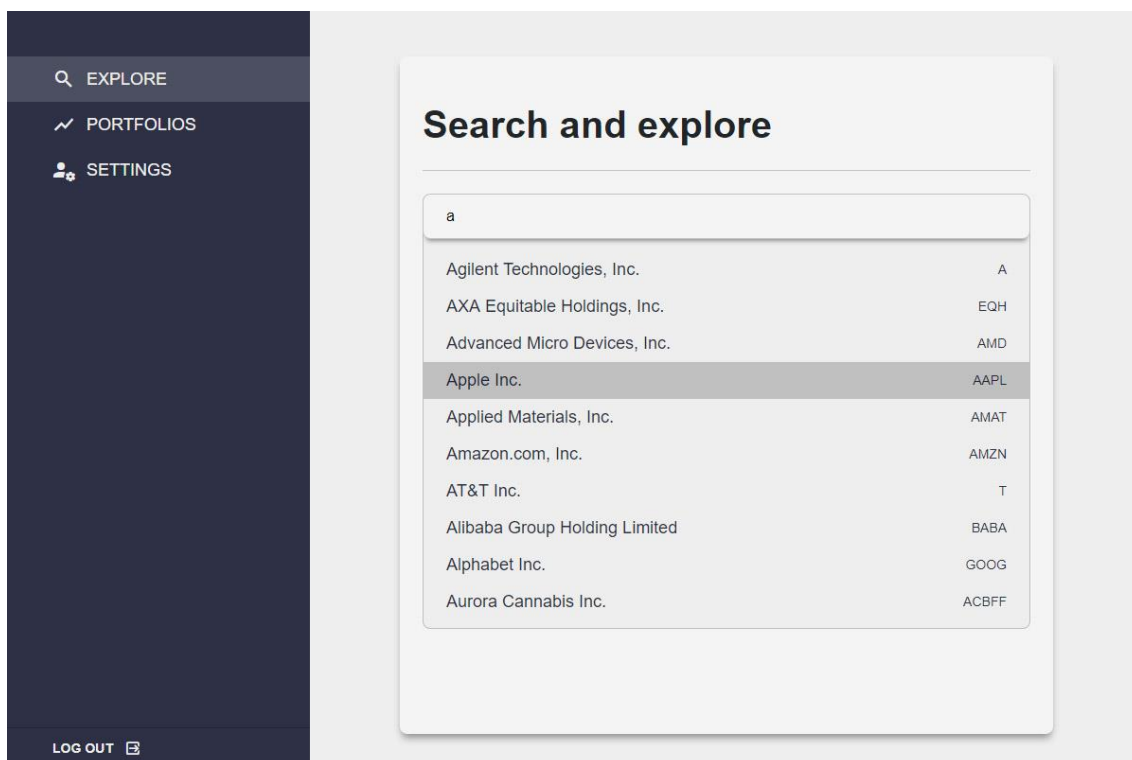 EXPLORE
PORTFOLIOS
SETTINGS
LOG OUT
Search and explore
a
Agilent Technologies, Inc. A
AXA Equitable Holdings, Inc. EQH
Advanced Micro Devices, Inc. AMD
Apple Inc. AAPL
Applied Materials, Inc. AMAT
Amazon.com, Inc. AMZN
AT&T Inc. T
Alibaba Group Holding Limited BABA
Alphabet Inc. GOOG
Aurora Cannabis Inc. ACBFF